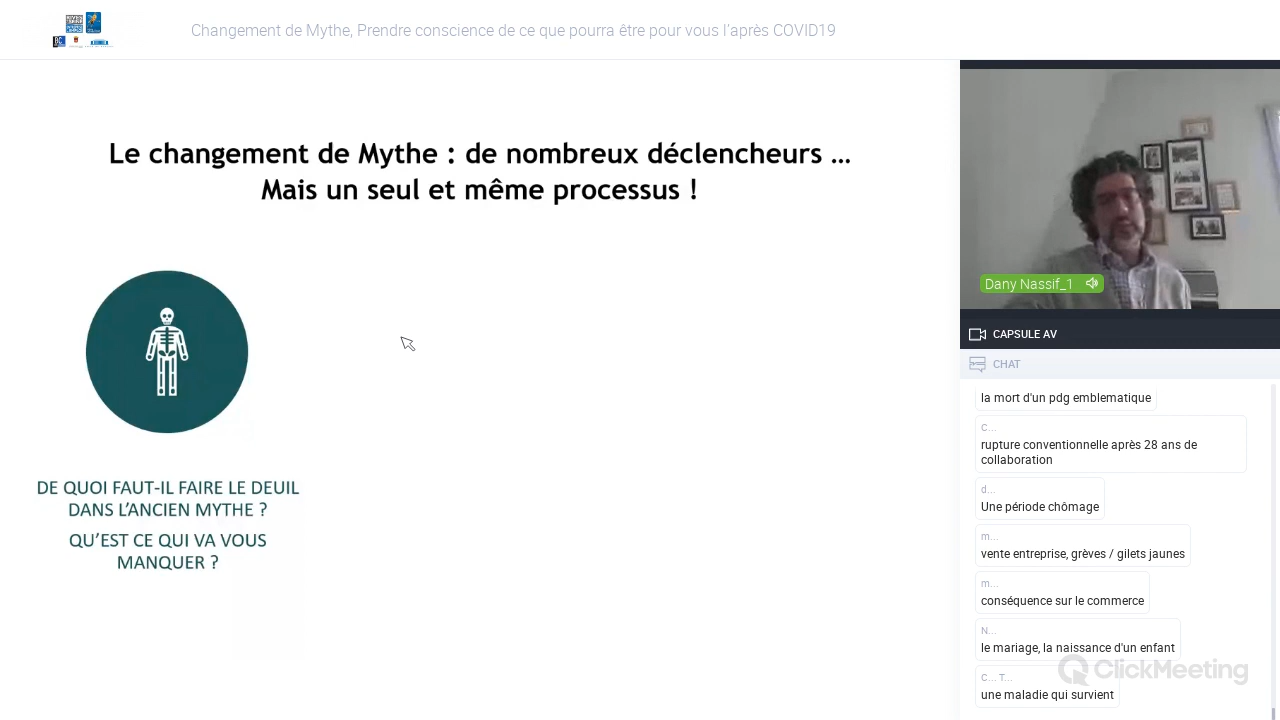 Changement de Mythe, Prendre conscience de ce que pourra être pour vous l'après COVID19
Le changement de Mythe : de nombreux déclencheurs ...
Mais un seul et même processus !
DE QUOI FAUT-IL FAIRE LE DEUIL
DANS L'ANCIEN MYTHE ?
QU'EST CE QUI VA VOUS
MANQUER ?
Dany Nassif_1
CAPSULE AV
CHAT
la mort d'un pdg emblematique
C...
rupture conventionnelle après 28 ans de
collaboration
d...
Une période chômage
m...
vente entreprise, grèves / gilets jaunes
m...
conséquence sur le commerce
N...
le mariage, la naissance d'un enfant
C... T...
une maladie qui survient
ClickMeeting